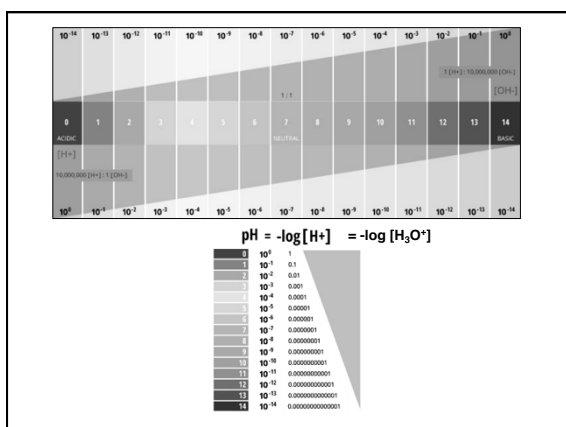 10⁻¹⁴ 10⁻¹³ 10⁻¹² 10⁻¹¹ 10⁻¹⁰ 10⁻⁹ 10⁻⁸ 10⁻⁷ 10⁻⁶ 10⁻⁵ 10⁻⁴ 10⁻³ 10⁻² 10⁻¹ 10⁰
1 [H+] : 10,000,000 [OH-]
[OH-]
1 : 1
0 1 2 3 4 5 6 7 8 9 10 11 12 13 14
ACIDIC NEUTRAL BASIC
[H+]
10,000,000 [H+] : 1 [OH-]
10⁰ 10⁻¹ 10⁻² 10⁻³ 10⁻⁴ 10⁻⁵ 10⁻⁶ 10⁻⁷ 10⁻⁸ 10⁻⁹ 10⁻¹⁰ 10⁻¹¹ 10⁻¹² 10⁻¹³ 10⁻¹⁴
pH = -log[H+] = -log [H₃O⁺]
0 10⁰ 1
1 10⁻¹ 0.1
2 10⁻² 0.01
3 10⁻³ 0.001
4 10⁻⁴ 0.0001
5 10⁻⁵ 0.00001
6 10⁻⁶ 0.000001
7 10⁻⁷ 0.0000001
8 10⁻⁸ 0.00000001
9 10⁻⁹ 0.000000001
10 10⁻¹⁰ 0.0000000001
11 10⁻¹¹ 0.00000000001
12 10⁻¹² 0.000000000001
13 10⁻¹³ 0.0000000000001
14 10⁻¹⁴ 0.00000000000001